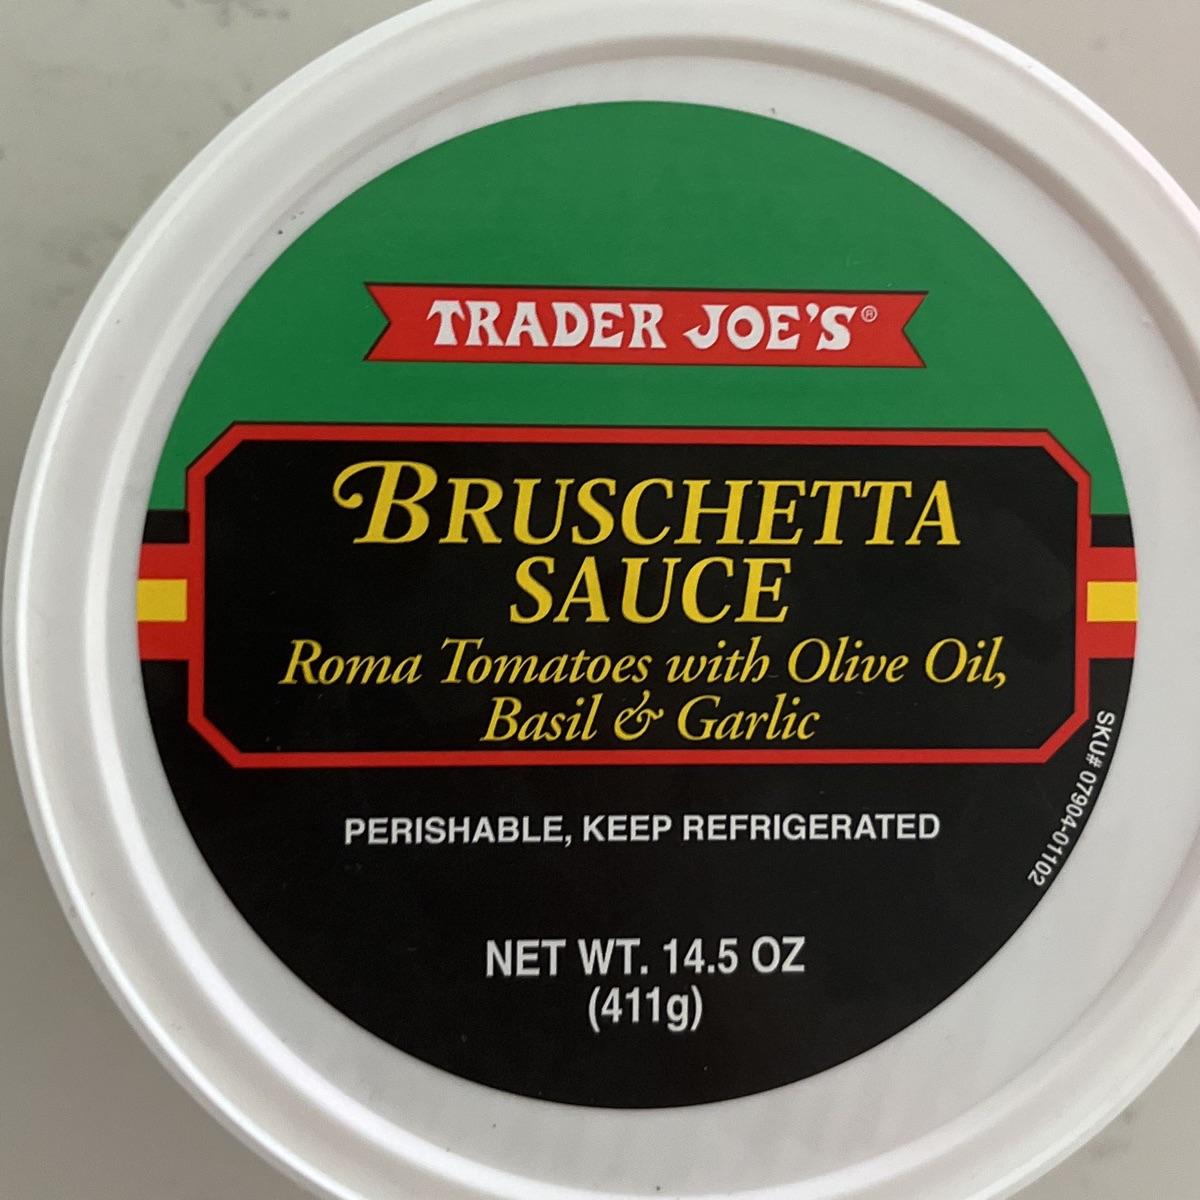 TRADER JOE'S®
BRUSCHETTA
SAUCE
Roma Tomatoes with Olive Oil,
Basil & Garlic
PERISHABLE, KEEP REFRIGERATED
NET WT. 14.5 OZ
(411g)
SKU# 07904-01102